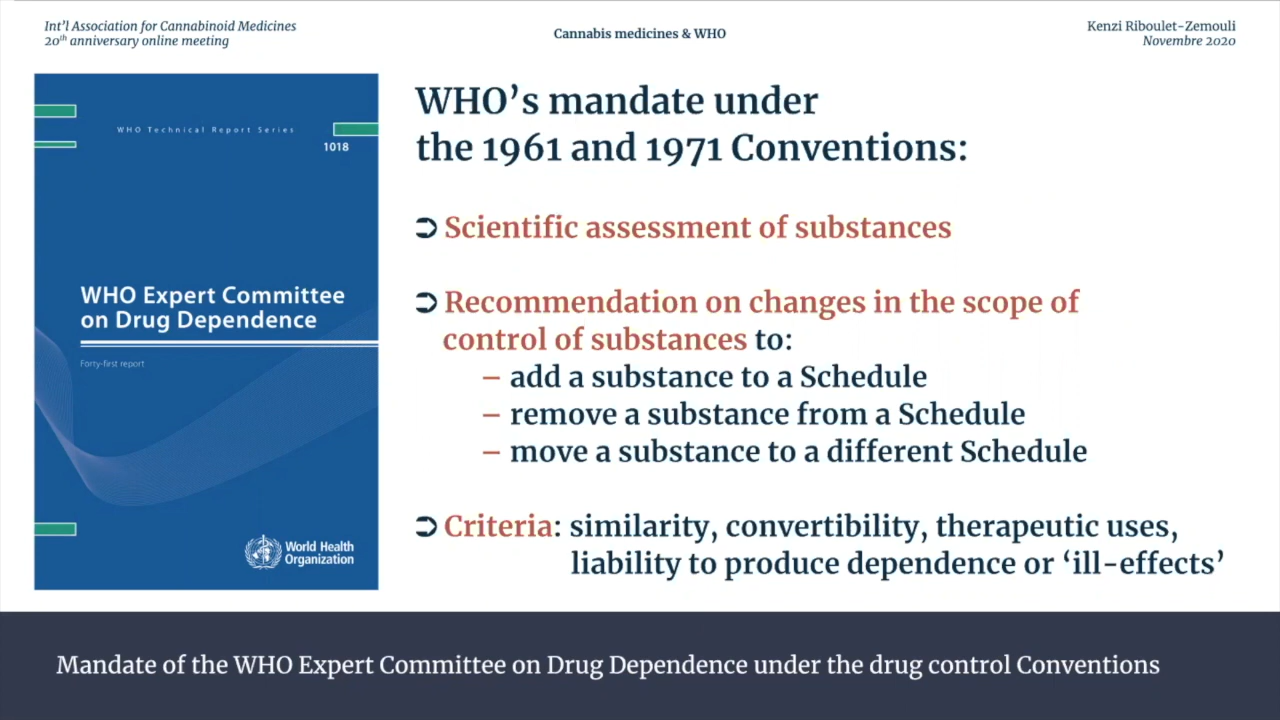 Int'l Association for Cannabinoid Medicines
20th anniversary online meeting
Cannabis medicines & WHO
Kenzi Riboulet-Zemouli
Novembre 2020
WHO Technical Report Series
1018
WHO Expert Committee
on Drug Dependence
Forty-first report
World Health
Organization
WHO's mandate under
the 1961 and 1971 Conventions:
➲ Scientific assessment of substances
➲ Recommendation on changes in the scope of
control of substances to:
– add a substance to a Schedule
– remove a substance from a Schedule
– move a substance to a different Schedule
➲ Criteria: similarity, convertibility, therapeutic uses,
liability to produce dependence or ‘ill-effects’
Mandate of the WHO Expert Committee on Drug Dependence under the drug control Conventions